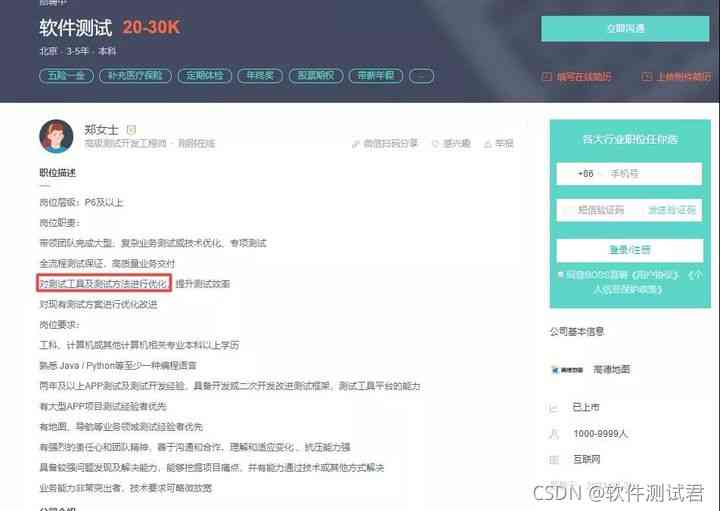 招聘中
软件测试 20-30K
北京 · 3-5年 · 本科
五险一金 补充医疗保险 定期体检 年终奖 股票期权 带薪年假 ...
立即沟通
填写在线简历 上传附件简历
郑女士
高级测试开发工程师 · 刚刚在线
微信扫码分享 感兴趣 举报
职位描述
岗位层级：P6及以上
岗位职责：
带领团队完成大型、复杂业务测试或技术优化、专项测试
全流程测试保证、高质量业务交付
对测试工具及测试方法进行优化，提升测试效率
对现有测试方案进行优化改进
岗位要求：
工科、计算机或其他计算机相关专业本科以上学历
熟悉 Java / Python等至少一种编程语言
两年及以上APP测试及测试开发经验，具备开发或二次开发改进测试框架、测试工具平台的能力
有大型APP项目测试经验者优先
有地图、导航等业务领域测试经验者优先
有强烈的责任心和团队精神，善于沟通和合作、理解和适应变化、抗压能力强
具备较强问题发现及解决能力，能够挖掘项目痛点，并有能力通过技术或其他方式解决
业务能力非常突出者，技术要求可略微放宽
公司介绍
各大行业职位任你选
+86 手机号
短信验证码 发送验证码
登录/注册
同意BOSS直聘《用户协议》《个
人信息保护政策》
公司基本信息
高德地图 高德地图
已上市
1000-9999人
互联网
CSDN @软件测试君